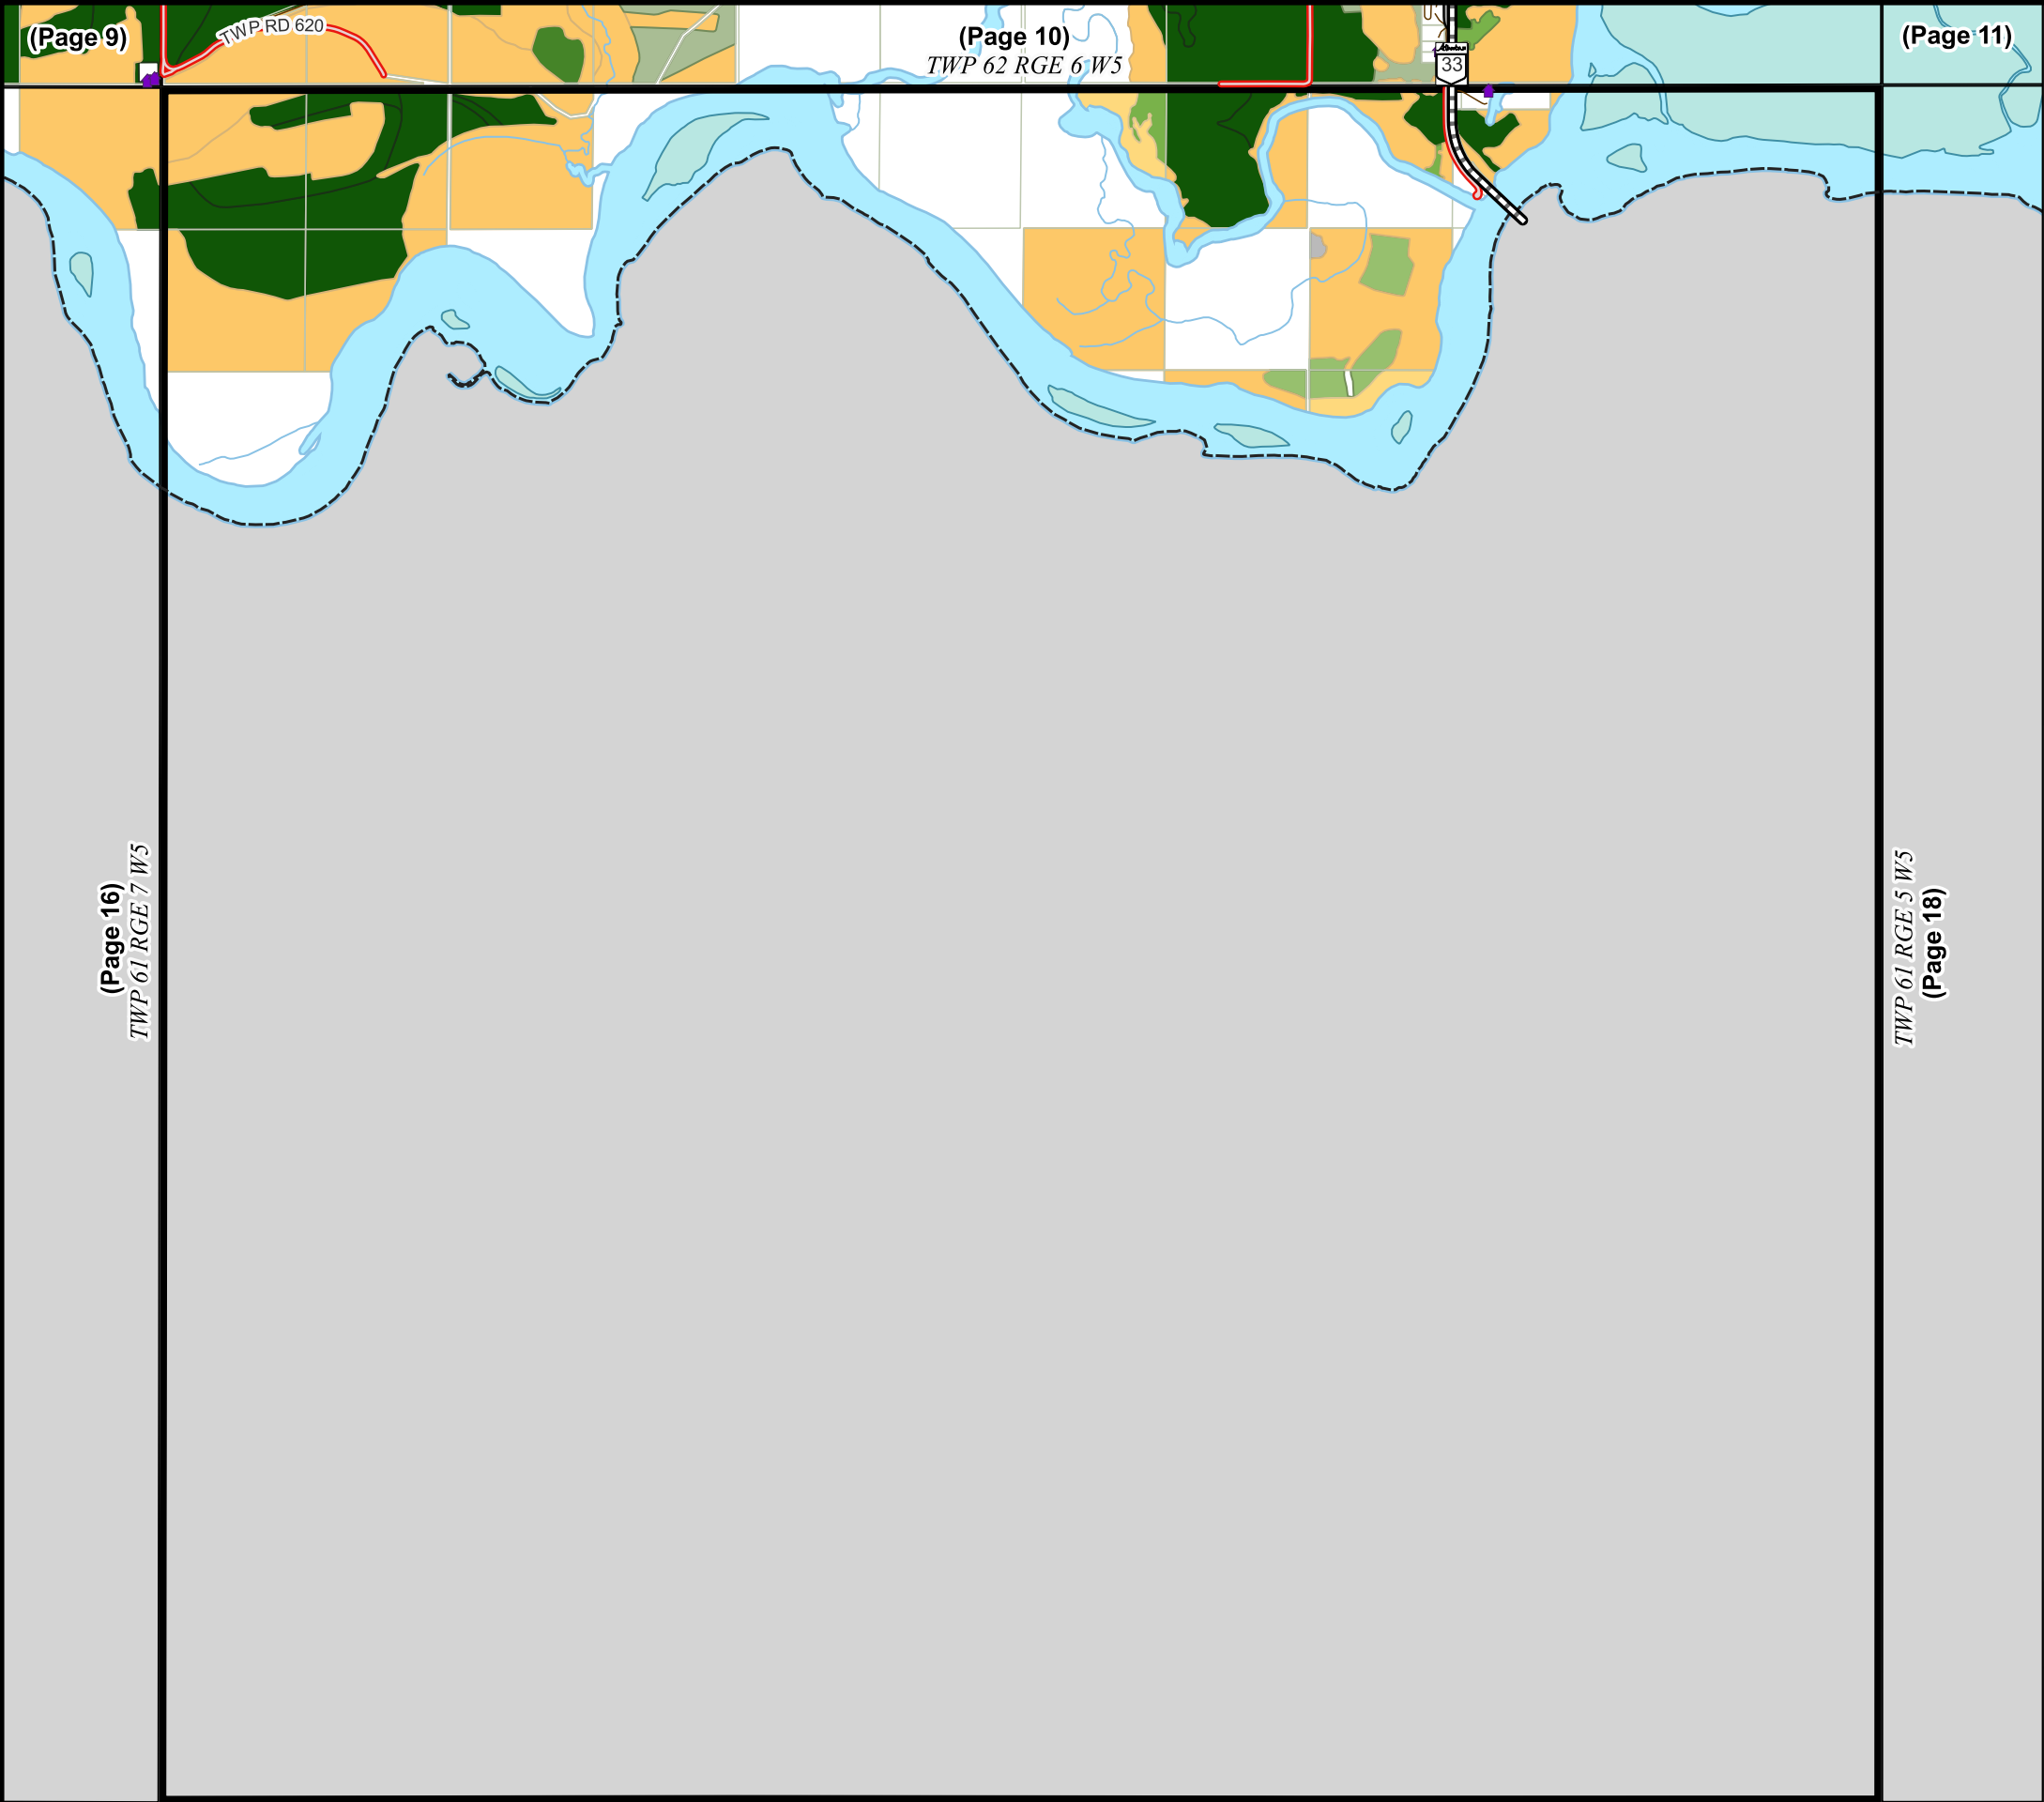 (Page 9)
TWP RD 620
(Page 10)
TWP 62 RGE 6 W5
33
(Page 11)
(Page 16)
TWP 61 RGE 7 W5
TWP 61 RGE 5 W5
(Page 18)